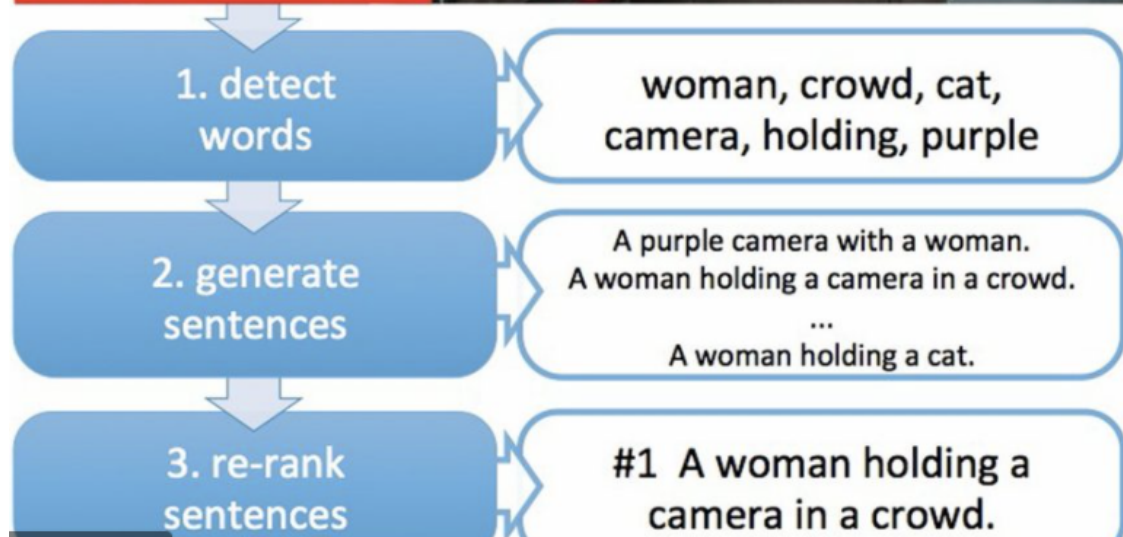 1. detect
words
woman, crowd, cat,
camera, holding, purple
2. generate
sentences
A purple camera with a woman.
A woman holding a camera in a crowd.
...
A woman holding a cat.
3. re-rank
sentences
#1 A woman holding a
camera in a crowd.